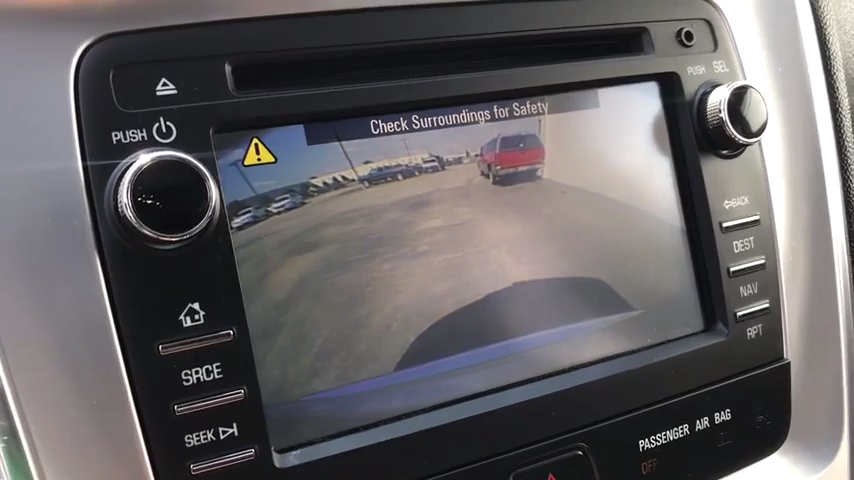 PUSH
SEL
PUSH
Check Surroundings for Safety
BACK
DEST
NAV
RPT
SRCE
SEEK
PASSENGER AIR BAG
OFF